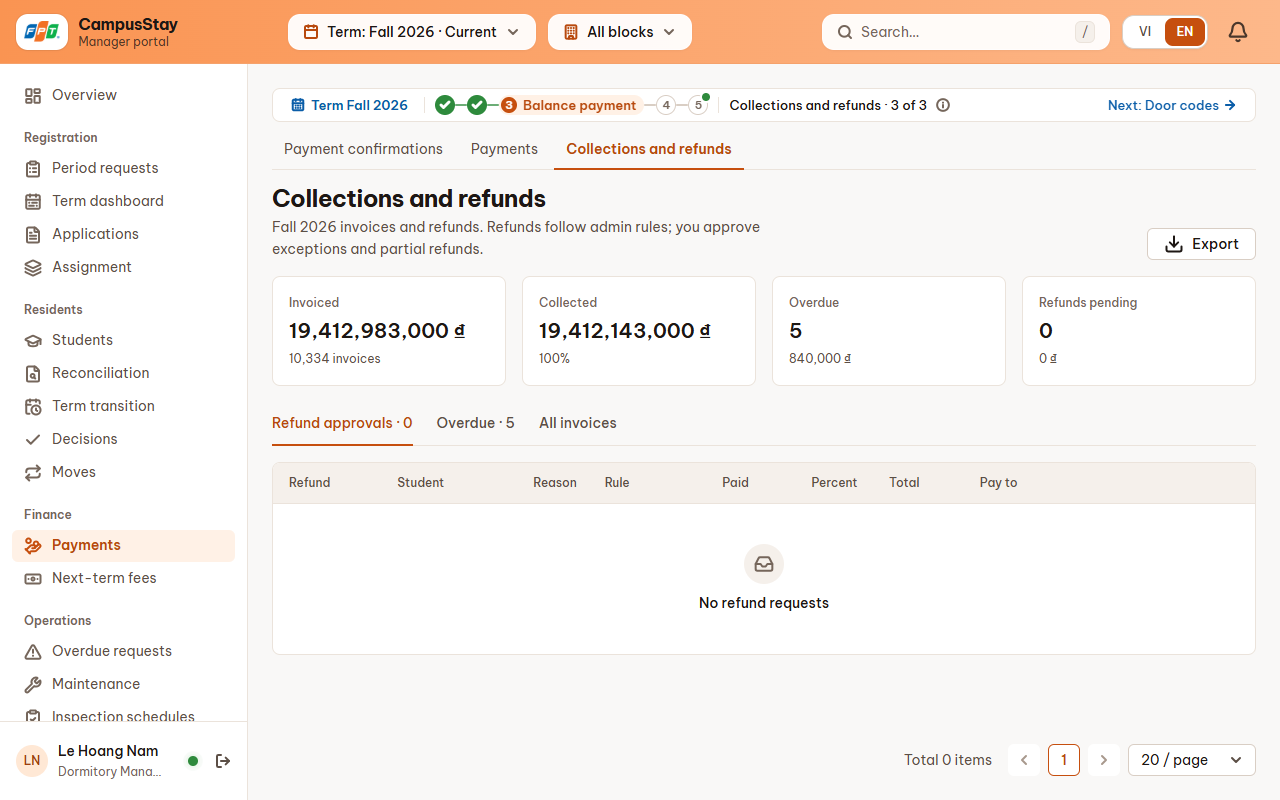 FPT
CampusStay
Manager portal
Term: Fall 2026 · Current
All blocks
Search...
/
VI
EN
Overview
Registration
Period requests
Term dashboard
Applications
Assignment
Residents
Students
Reconciliation
Term transition
Decisions
Moves
Finance
Payments
Next-term fees
Operations
Overdue requests
Maintenance
Inspection schedules
LN
Le Hoang Nam
Dormitory Mana...
Term Fall 2026
3 Balance payment
4
5
Collections and refunds · 3 of 3
Next: Door codes
Payment confirmations
Payments
Collections and refunds
Collections and refunds
Fall 2026 invoices and refunds. Refunds follow admin rules; you approve
exceptions and partial refunds.
Export
Invoiced
19,412,983,000 ₫
10,334 invoices
Collected
19,412,143,000 ₫
100%
Overdue
5
840,000 ₫
Refunds pending
0
0 ₫
Refund approvals · 0
Overdue · 5
All invoices
Refund
Student
Reason
Rule
Paid
Percent
Total
Pay to
No refund requests
Total 0 items
1
20 / page